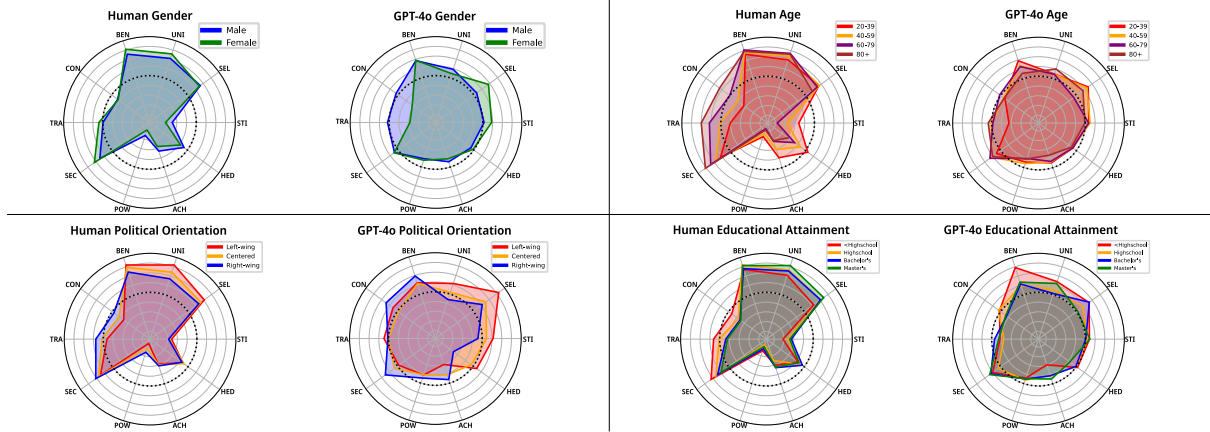 Human Gender
Male
Female
BEN
UNI
CON
SEL
TRA
STI
SEC
HED
POW
ACH
GPT-4o Gender
Male
Female
BEN
UNI
CON
SEL
TRA
STI
SEC
HED
POW
ACH
Human Age
20-39
40-59
60-79
80+
BEN
UNI
CON
SEL
TRA
STI
SEC
HED
POW
ACH
GPT-4o Age
20-39
40-59
60-79
80+
BEN
UNI
CON
SEL
TRA
STI
SEC
HED
POW
ACH
Human Political Orientation
Left-wing
Centered
Right-wing
BEN
UNI
CON
SEL
TRA
STI
SEC
HED
POW
ACH
GPT-4o Political Orientation
Left-wing
Centered
Right-wing
BEN
UNI
CON
SEL
TRA
STI
SEC
HED
POW
ACH
Human Educational Attainment
<Highschool
Highschool
Bachelor's
Master's
BEN
UNI
CON
SEL
TRA
STI
SEC
HED
POW
ACH
GPT-4o Educational Attainment
<Highschool
Highschool
Bachelor's
Master's
BEN
UNI
CON
SEL
TRA
STI
SEC
HED
POW
ACH